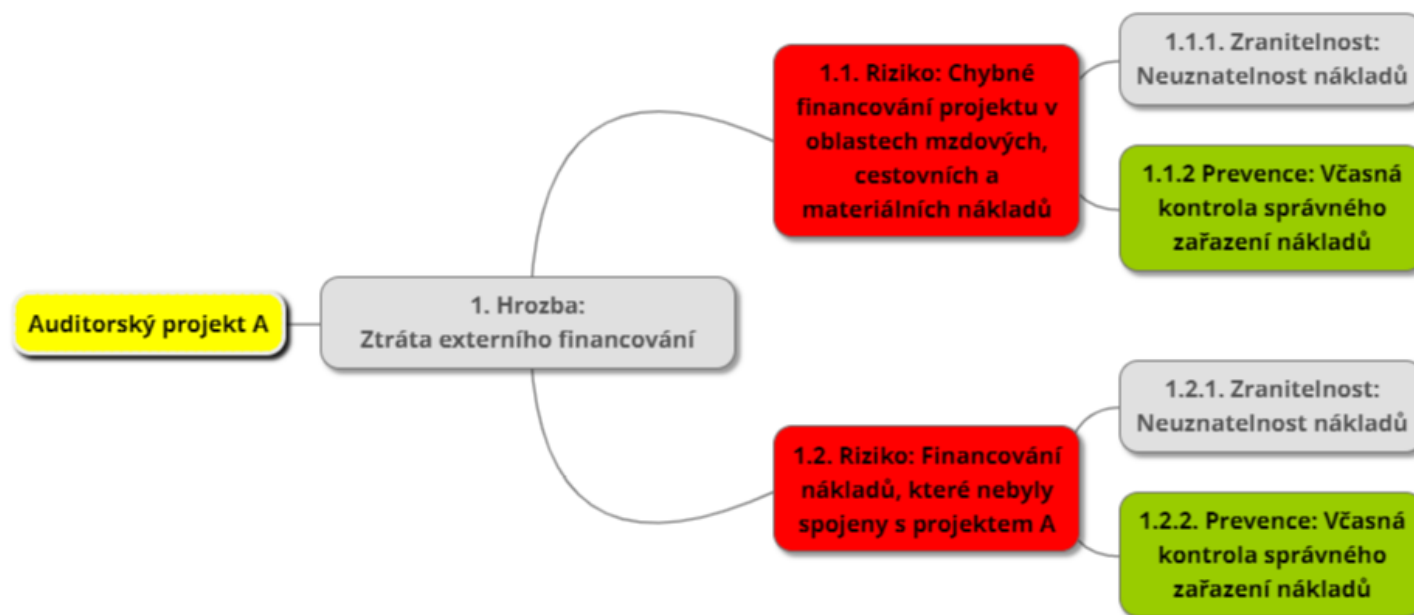 Auditorský projekt A
1. Hrozba:
Ztráta externího financování
1.1. Riziko: Chybné
financování projektu v
oblastech mzdových,
cestovních a
materiálních nákladů
1.1.1. Zranitelnost:
Neuznatelnost nákladů
1.1.2 Prevence: Včasná
kontrola správného
zařazení nákladů
1.2. Riziko: Financování
nákladů, které nebyly
spojeny s projektem A
1.2.1. Zranitelnost:
Neuznatelnost nákladů
1.2.2. Prevence: Včasná
kontrola správného
zařazení nákladů